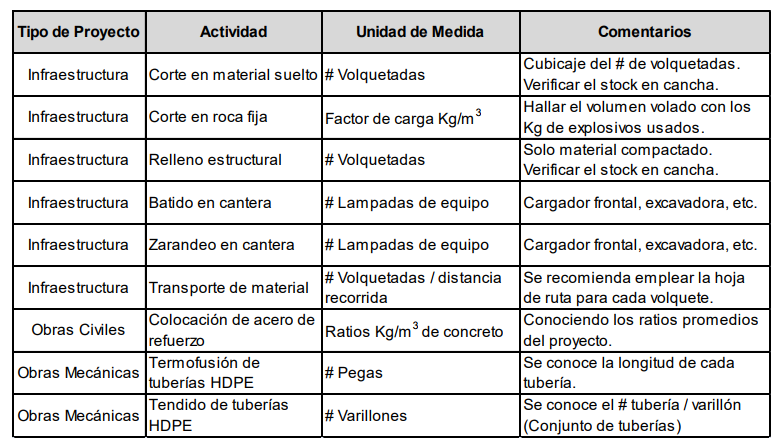 Tipo de Proyecto Actividad Unidad de Medida Comentarios
Infraestructura Corte en material suelto # Volquetadas Cubicaje del # de volquetadas.
Verificar el stock en cancha.
Infraestructura Corte en roca fija Factor de carga Kg/m³ Hallar el volumen volado con los
Kg de explosivos usados.
Infraestructura Relleno estructural # Volquetadas Solo material compactado.
Verificar el stock en cancha.
Infraestructura Batido en cantera # Lampadas de equipo Cargador frontal, excavadora, etc.
Infraestructura Zarandeo en cantera # Lampadas de equipo Cargador frontal, excavadora, etc.
Infraestructura Transporte de material # Volquetadas / distancia
recorrida Se recomienda emplear la hoja
de ruta para cada volquete.
Obras Civiles Colocación de acero de
refuerzo Ratios Kg/m³ de concreto Conociendo los ratios promedios
del proyecto.
Obras Mecánicas Termofusión de
tuberías HDPE # Pegas Se conoce la longitud de cada
tubería.
Obras Mecánicas Tendido de tuberías
HDPE # Varillones Se conoce el # tubería / varillón
(Conjunto de tuberías)